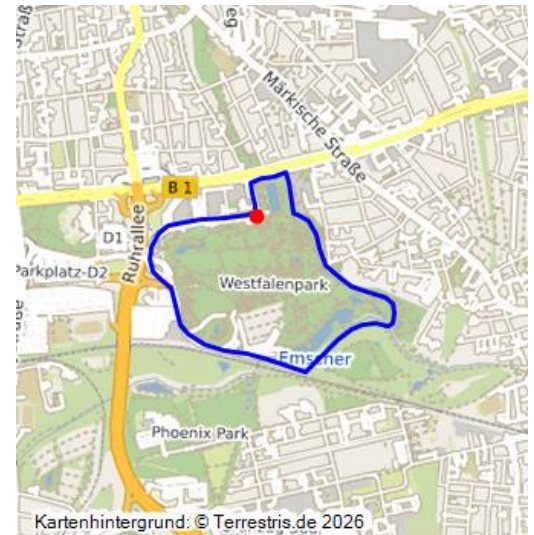 Märkische Straße
B 1
Ruhrallee
D1
Parkplatz-D2
Westfalenpark
Emscher
Phoenix Park
Kartenhintergrund: © Terrestris.de 2026